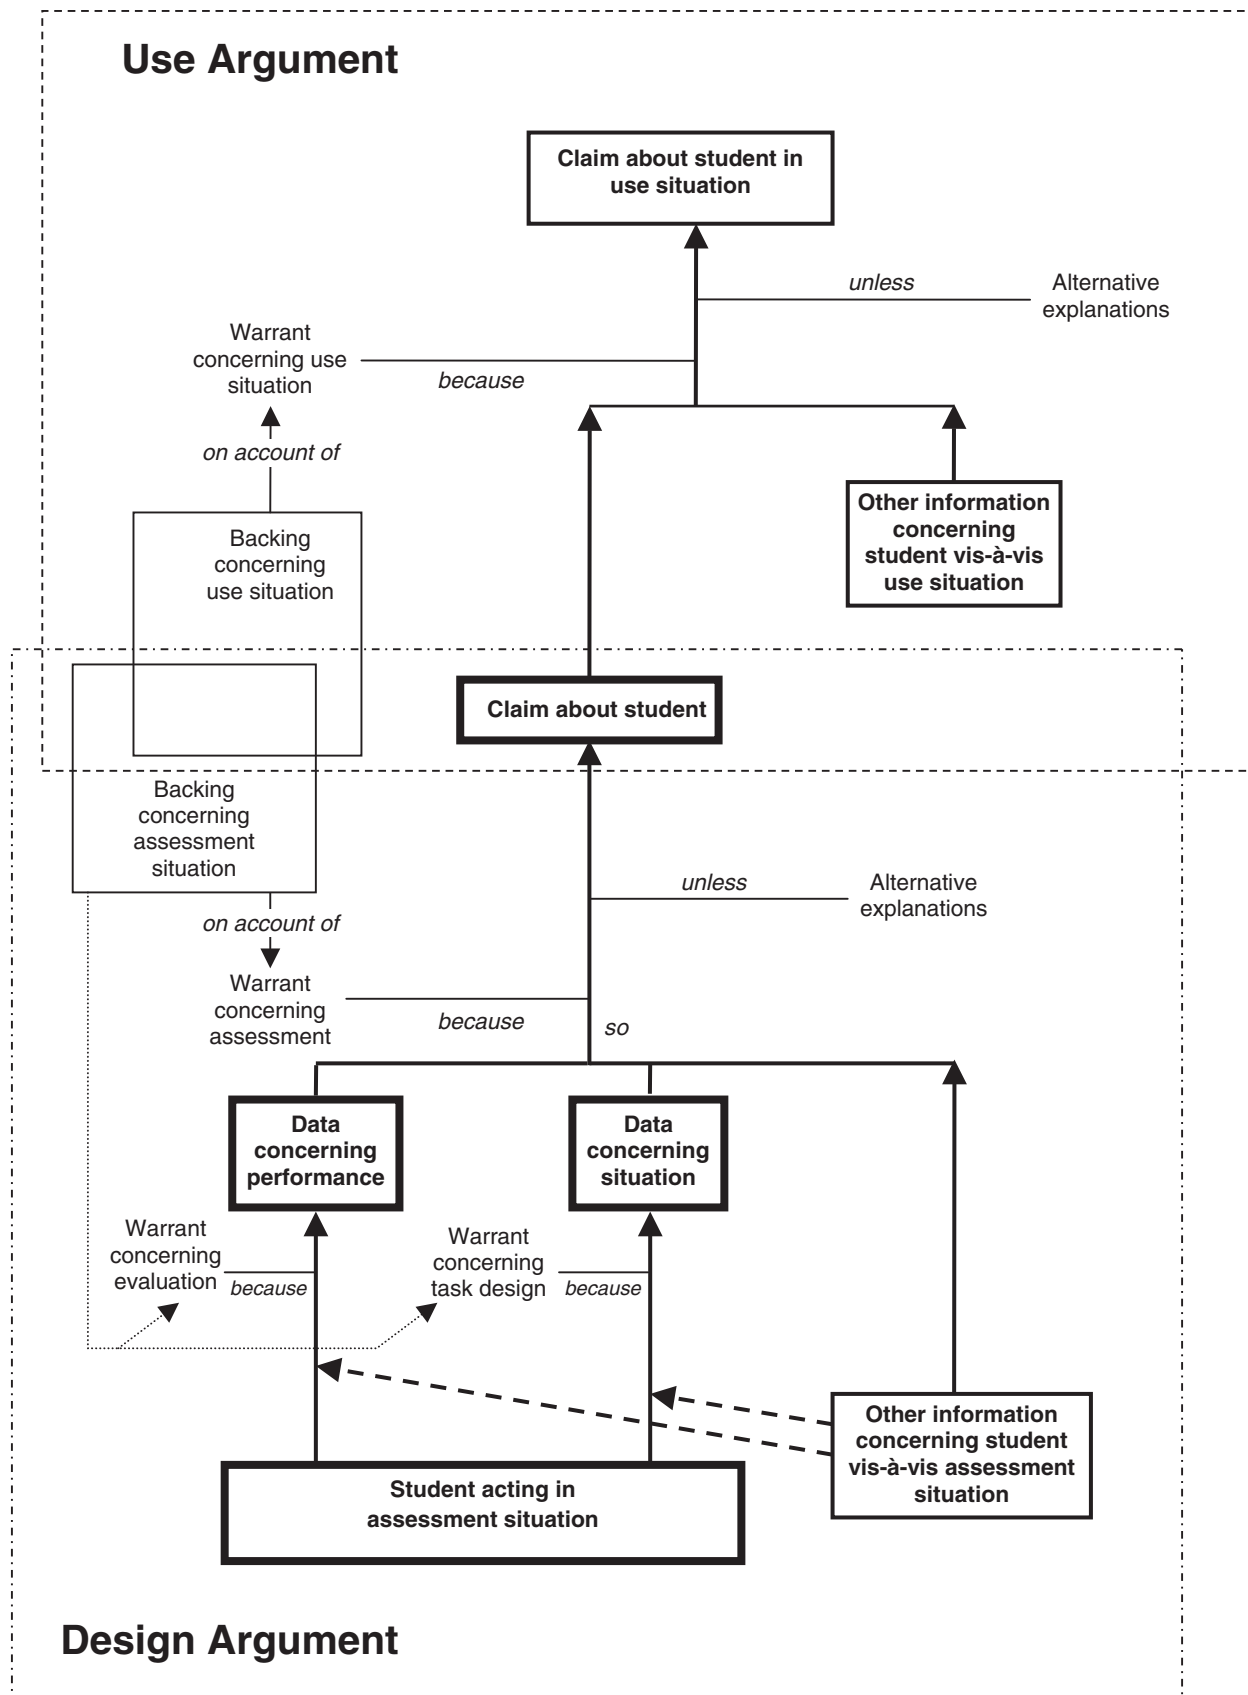 Use Argument
Claim about student in
use situation
unless
Alternative
explanations
Warrant
concerning use
situation
because
on account of
Other information
concerning
student vis-à-vis
use situation
Backing
concerning
use situation
Claim about student
Backing
concerning
assessment
situation
unless
Alternative
explanations
on account of
Warrant
concerning
assessment
because
so
Data
concerning
performance
Data
concerning
situation
Warrant
concerning
evaluation
because
Warrant
concerning
task design
because
Other information
concerning student
vis-à-vis assessment
situation
Student acting in
assessment situation
Design Argument